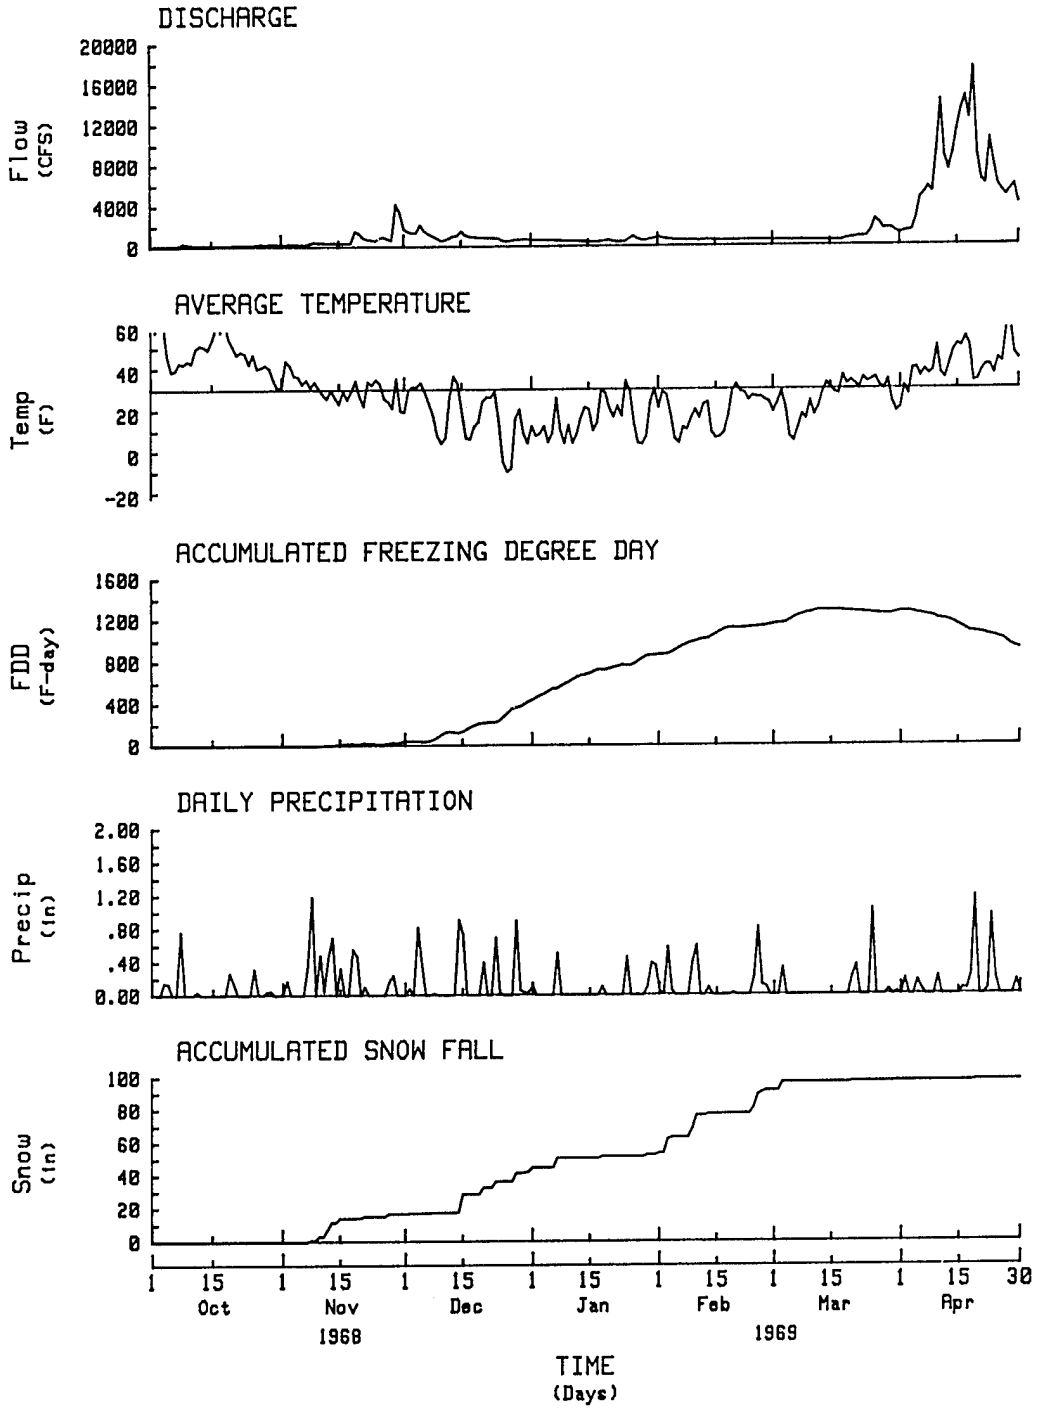 DISCHARGE
20000
16000
12000
8000
4000
0
Flow
(CFS)
AVERAGE TEMPERATURE
60
40
20
0
-20
Temp
(F)
ACCUMULATED FREEZING DEGREE DAY
1600
1200
800
400
0
FDD
(F-day)
DAILY PRECIPITATION
2.00
1.60
1.20
.80
.40
0.00
Precip
(in)
ACCUMULATED SNOW FALL
100
80
60
40
20
0
Snow
(in)
1 15 1 15 1 15 1 15 1 15 1 15 1 15 30
Oct Nov Dec Jan Feb Mar Apr
1968 1969
TIME
(Days)